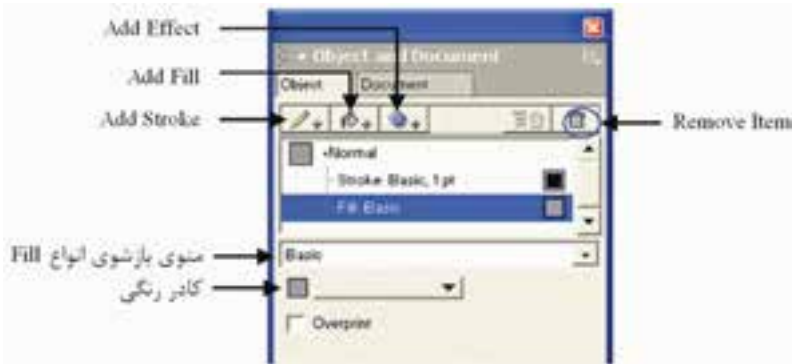 Add Effect
Add Fill
Add Stroke
Remove Item
Object and Document
Object
Document
Normal
Stroke: Basic, 1 pt
Fill: Basic
منوی بازشوی انواع Fill
Basic
کادر رنگی
Overprint